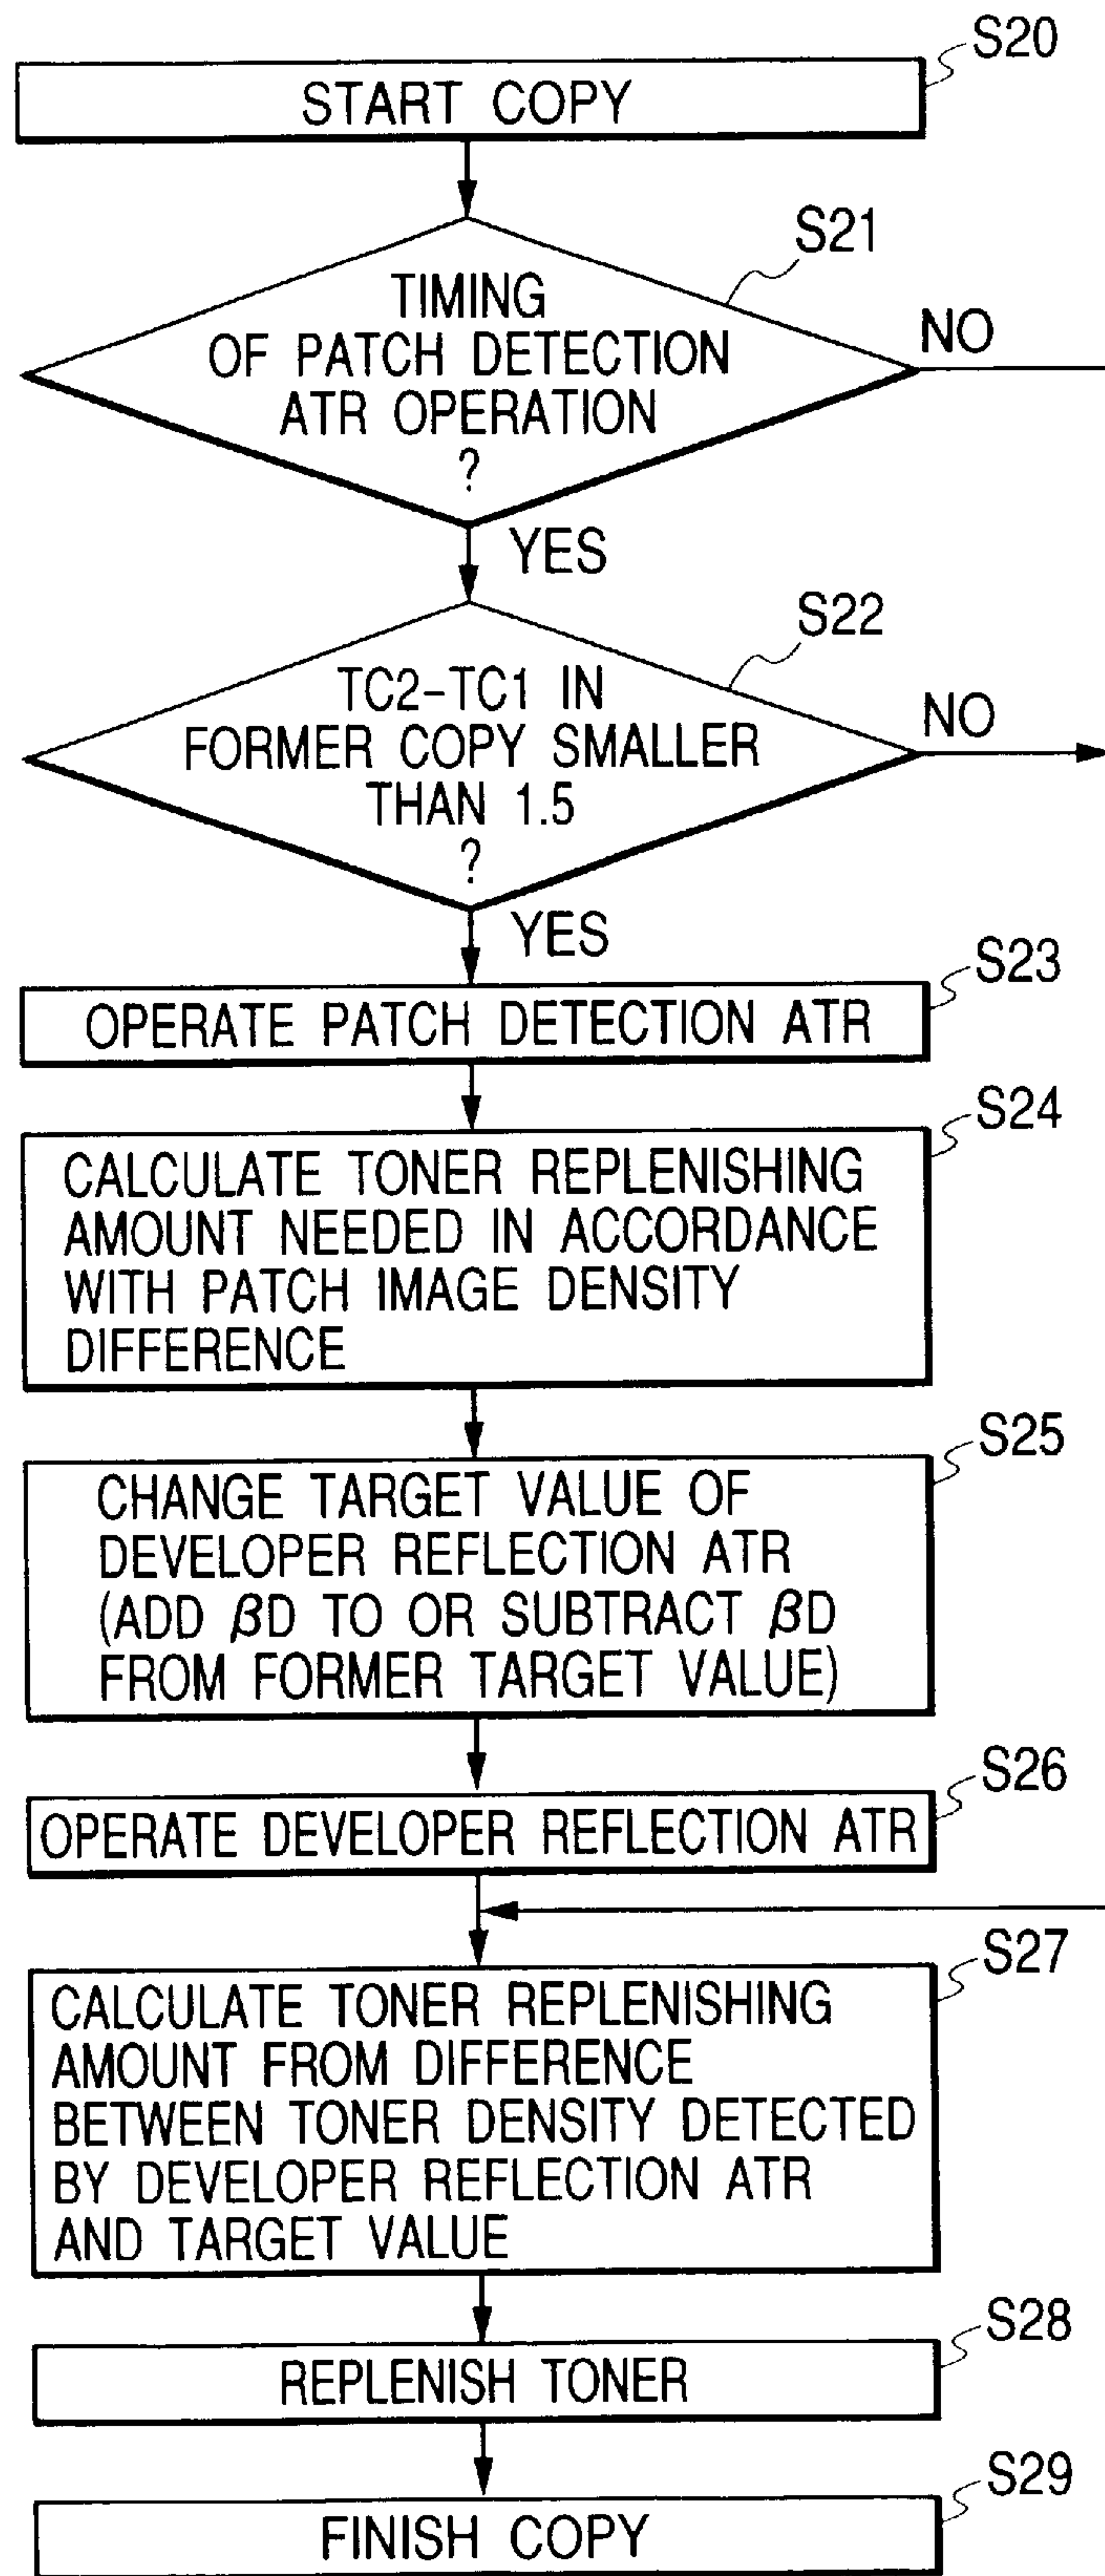 S20
START COPY
S21
TIMING
OF PATCH DETECTION
ATR OPERATION
?
NO
YES
S22
TC2-TC1 IN
FORMER COPY SMALLER
THAN 1.5
?
NO
YES
S23
OPERATE PATCH DETECTION ATR
S24
CALCULATE TONER REPLENISHING
AMOUNT NEEDED IN ACCORDANCE
WITH PATCH IMAGE DENSITY
DIFFERENCE
S25
CHANGE TARGET VALUE OF
DEVELOPER REFLECTION ATR
(ADD βD TO OR SUBTRACT βD
FROM FORMER TARGET VALUE)
S26
OPERATE DEVELOPER REFLECTION ATR
S27
CALCULATE TONER REPLENISHING
AMOUNT FROM DIFFERENCE
BETWEEN TONER DENSITY DETECTED
BY DEVELOPER REFLECTION ATR
AND TARGET VALUE
S28
REPLENISH TONER
S29
FINISH COPY